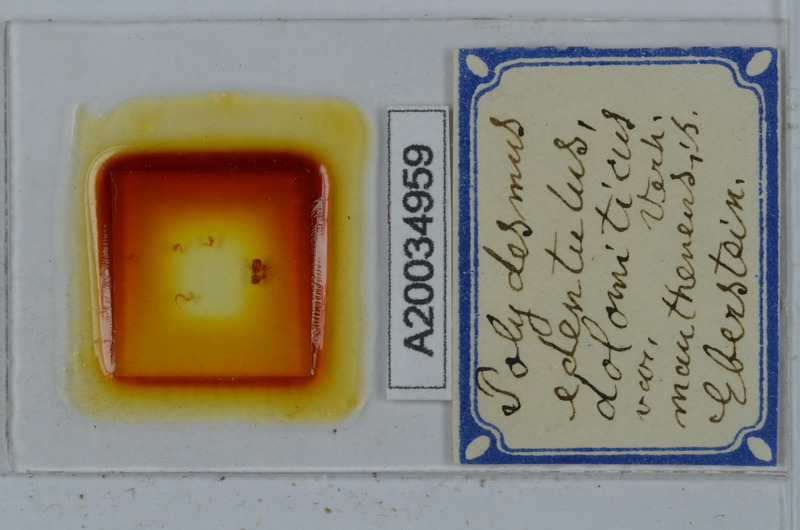 A20034959
Polydesmus
edentulus,
dolomiticus
var. Verh.
mauthenensis.
Eberstein.